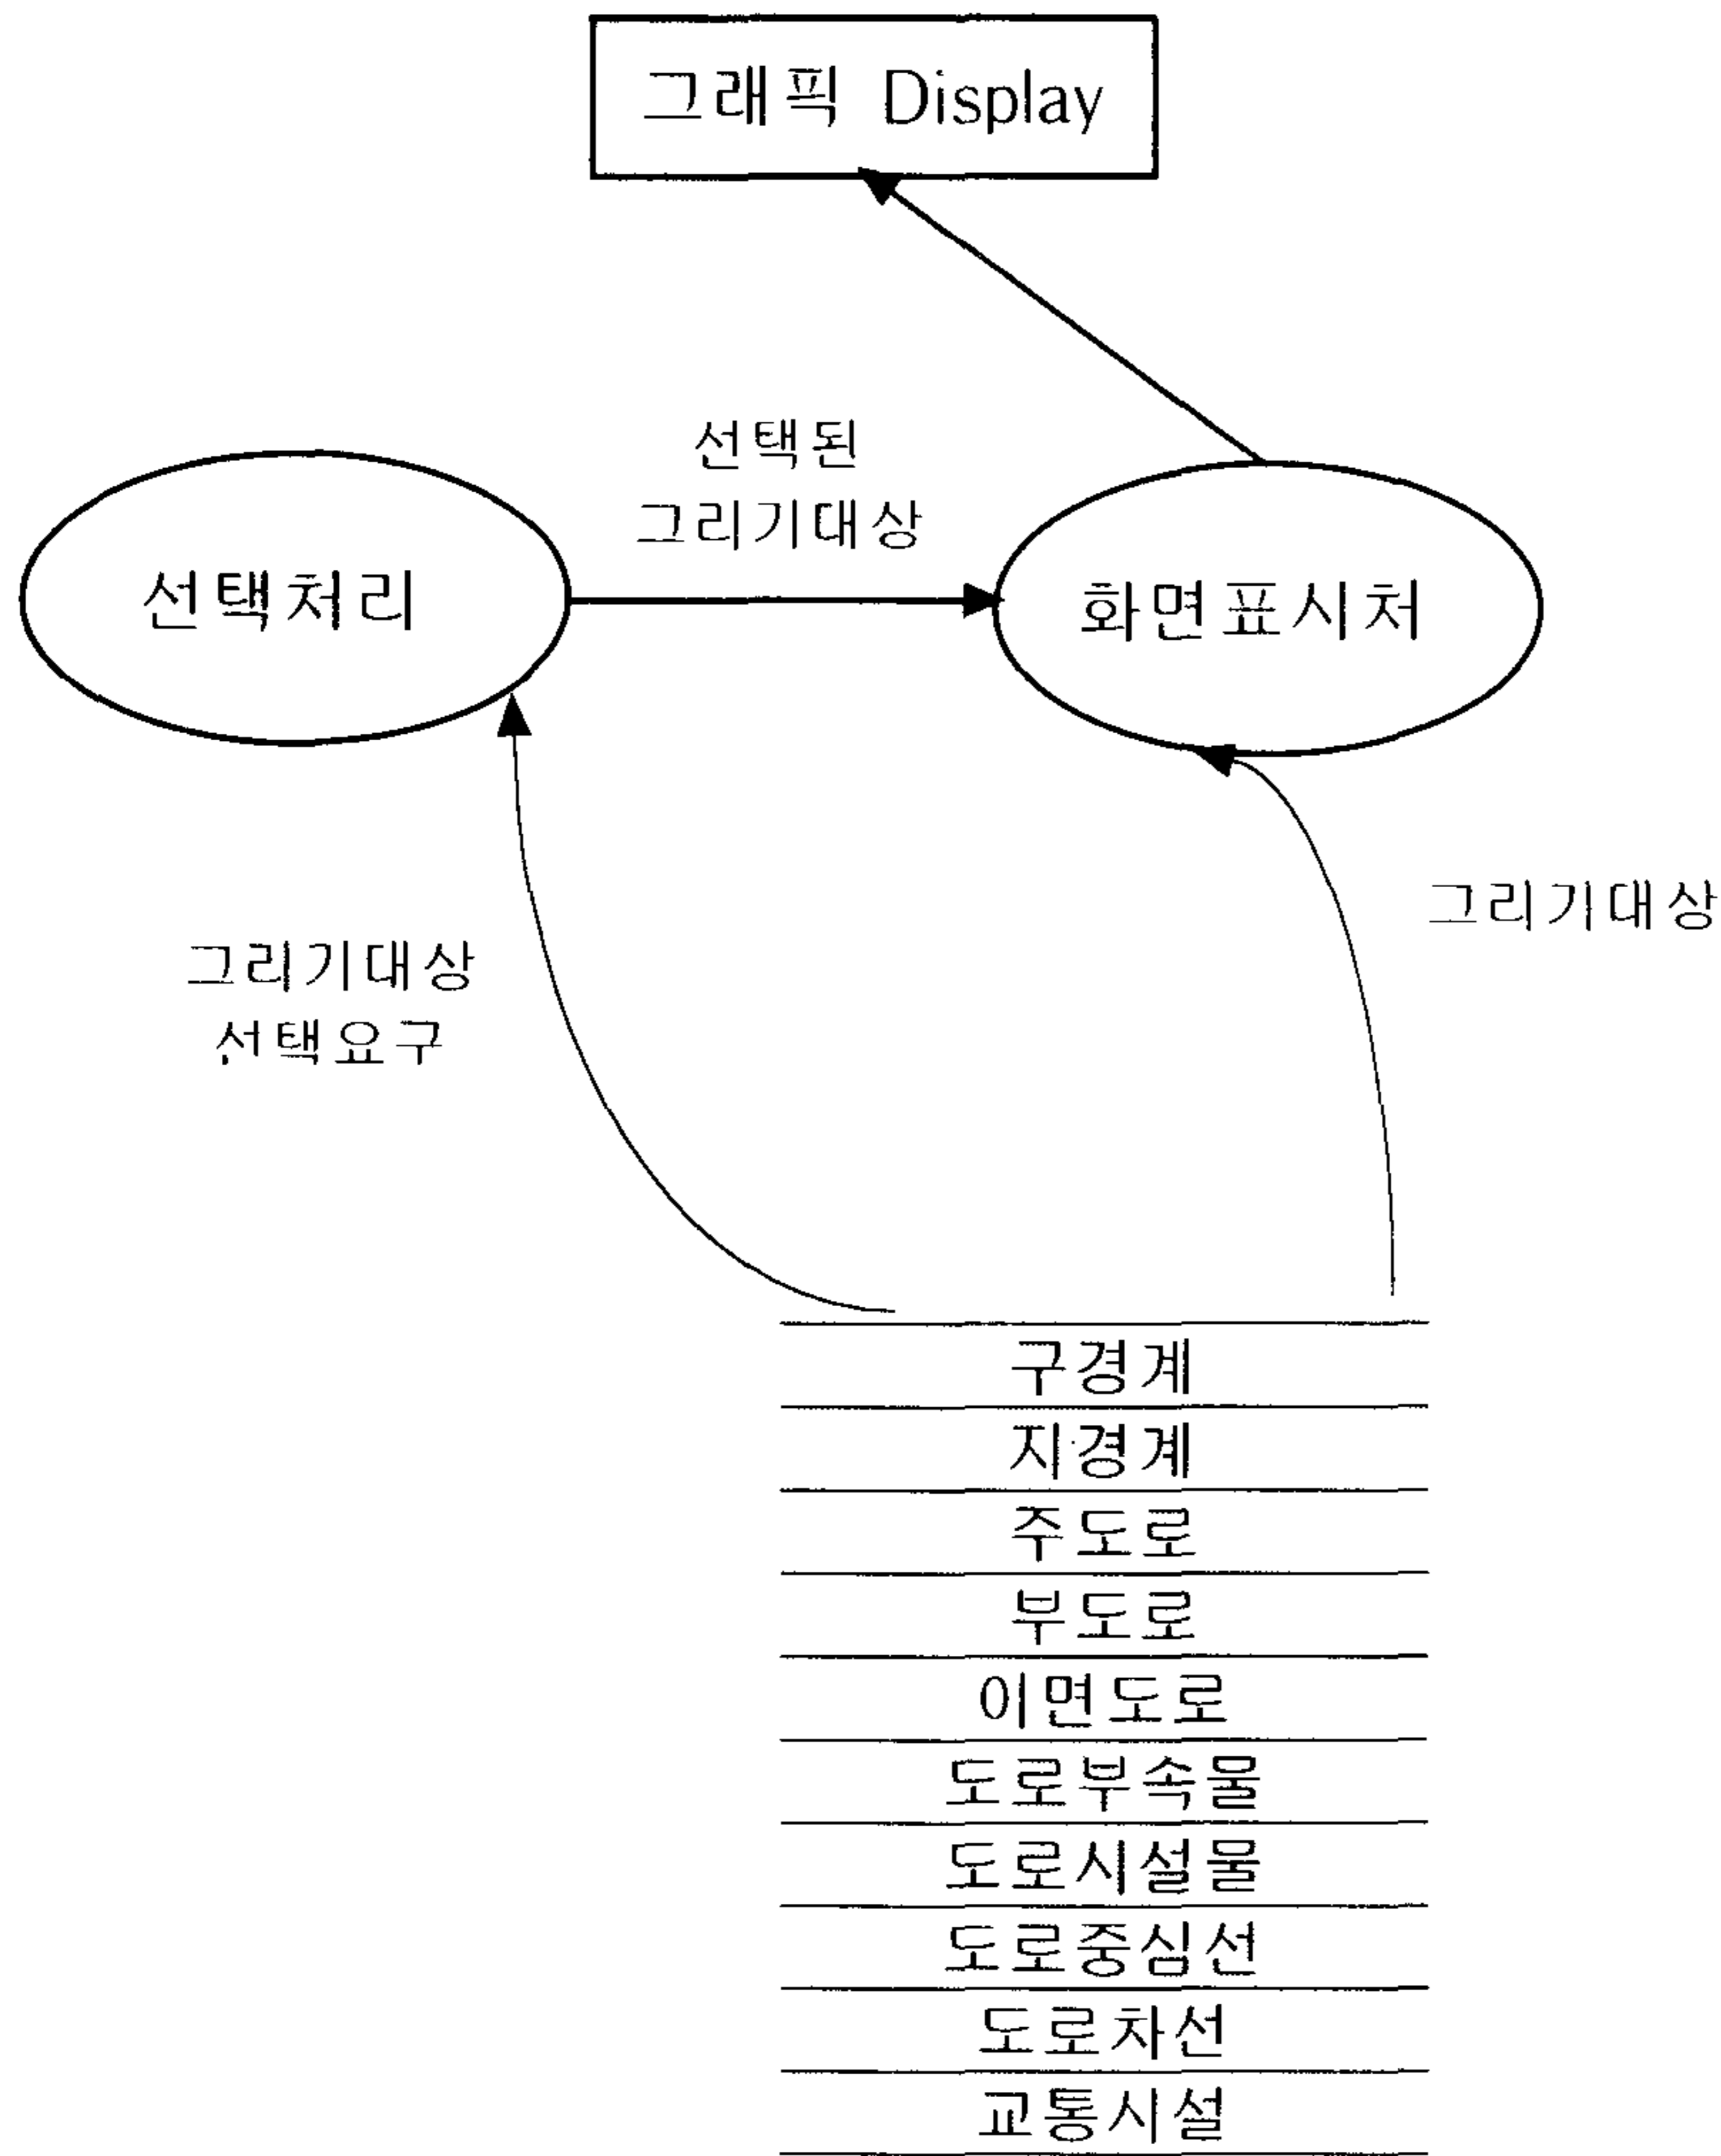 그래픽 Display
선택된
그리기대상
선택처리
화면표시처
그리기대상
그리기대상
선택요구
구경계
지경계
주도로
부도로
이면도로
도로부속물
도로시설물
도로중심선
도로차선
교통시설